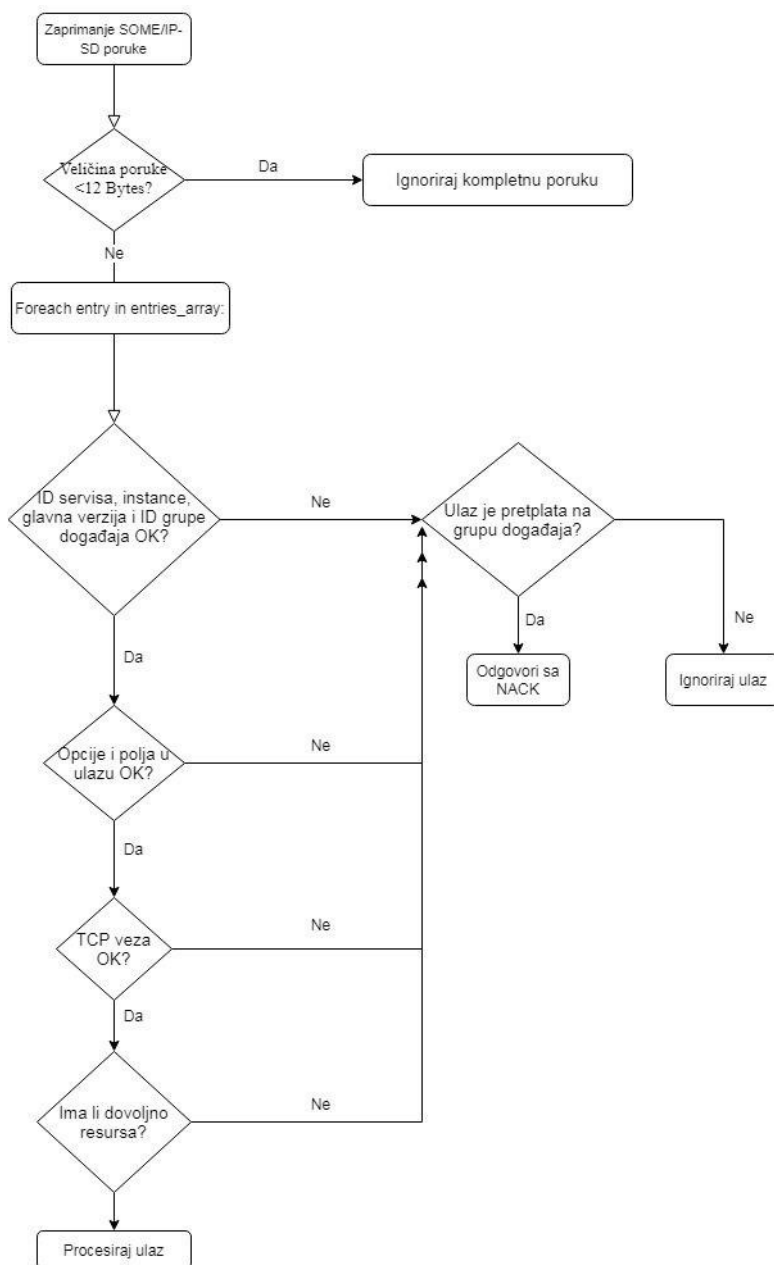 Zaprimanje SOME/IP-
SD poruke
Veličina poruke
<12 Bytes?
Da
Ignoriraj kompletnu poruku
Ne
Foreach entry in entries_array:
ID servisa, instance,
glavna verzija i ID grupe
događaja OK?
Ne
Ulaz je pretplata na
grupu događaja?
Da
Odgovori sa
NACK
Ne
Ignoriraj ulaz
Da
Opcije i polja u
ulazu OK?
Ne
Da
TCP veza
OK?
Ne
Da
Ima li dovoljno
resursa?
Ne
Procesiraj ulaz